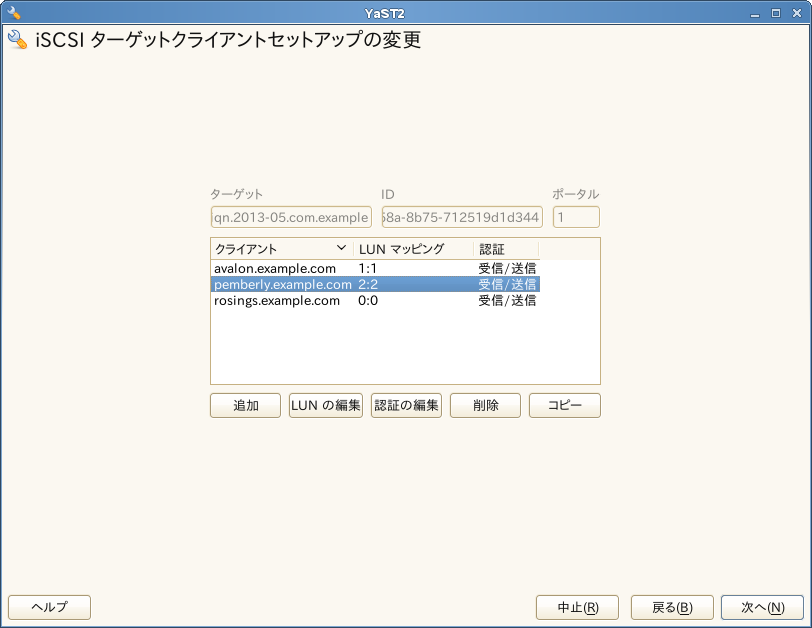 YaST2
iSCSI ターゲットクライアントセットアップの変更
ターゲット ID ポータル
qn.2013-05.com.example 58a-8b75-712519d1d344 1
クライアント LUN マッピング 認証
avalon.example.com 1:1 受信/送信
pemberly.example.com 2:2 受信/送信
rosings.example.com 0:0 受信/送信
追加 LUN の編集 認証の編集 削除 コピー
ヘルプ 中止(R) 戻る(B) 次へ(N)